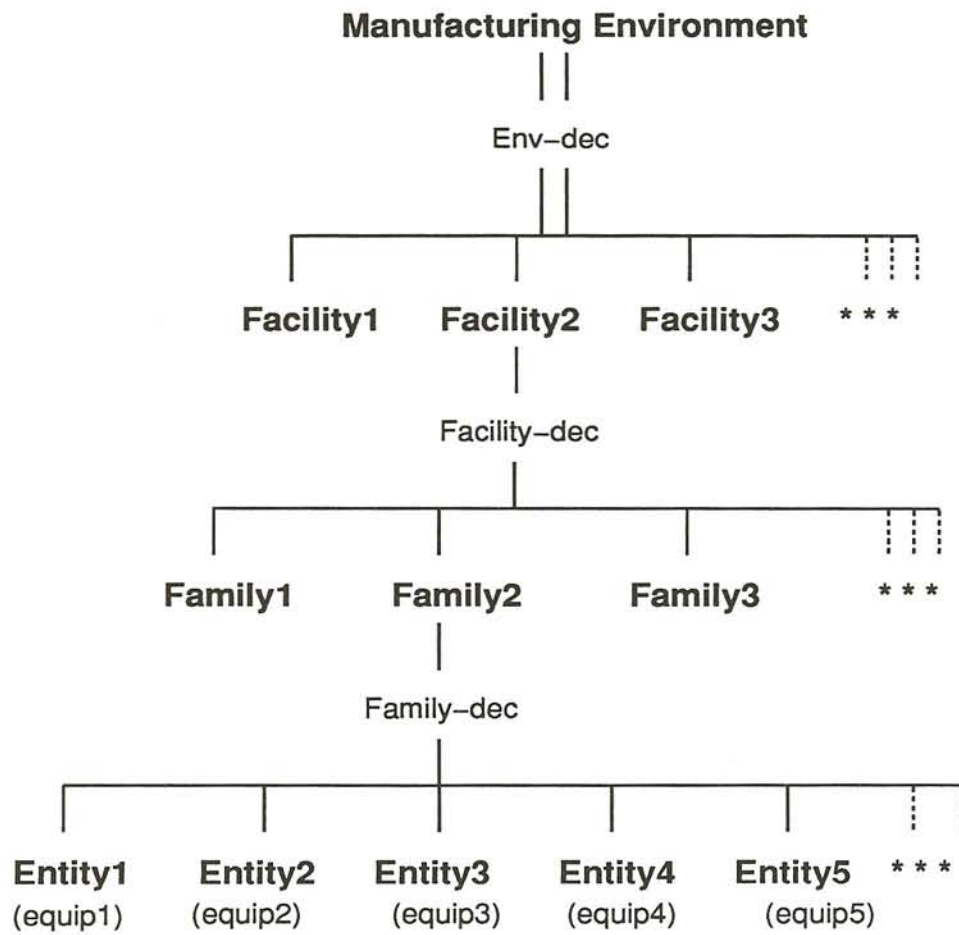 Manufacturing Environment
Env–dec
Facility1 Facility2 Facility3 * * *
Facility–dec
Family1 Family2 Family3 * * *
Family–dec
Entity1 Entity2 Entity3 Entity4 Entity5 * * *
(equip1) (equip2) (equip3) (equip4) (equip5)